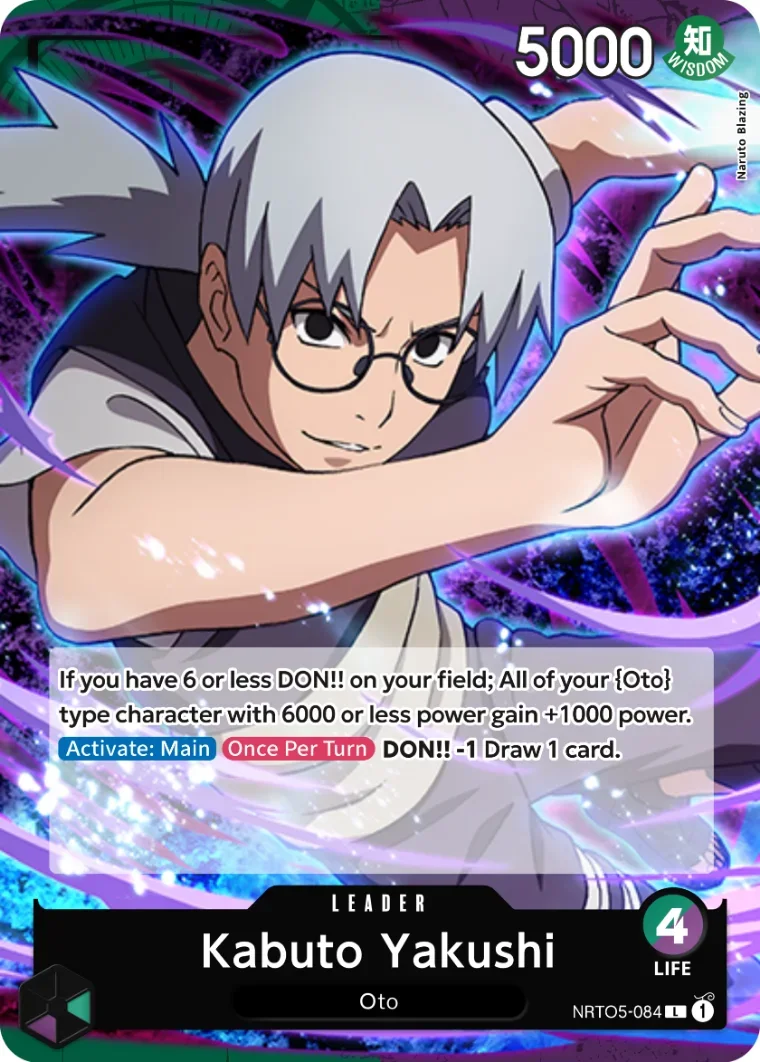 5000
知
WISDOM
Naruto Blazing
If you have 6 or less DON!! on your field; All of your {Oto}
type character with 6000 or less power gain +1000 power.
Activate: Main Once Per Turn DON!! -1 Draw 1 card.
LEADER
Kabuto Yakushi
4
LIFE
Oto
NRTO5-084 L 1